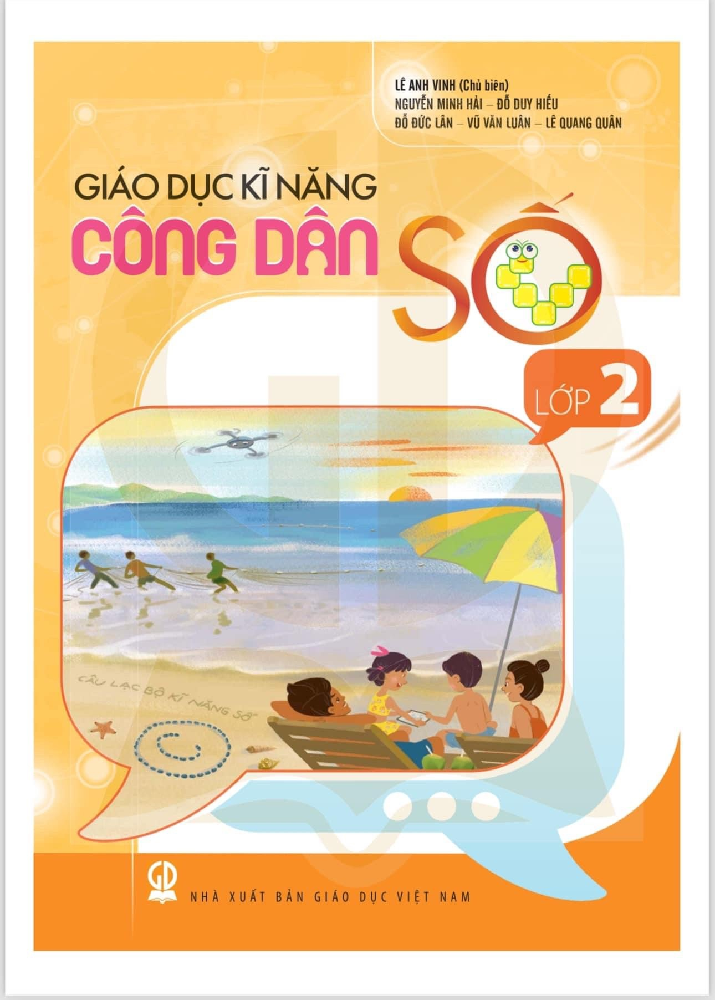 LÊ ANH VINH (Chủ biên)
NGUYỄN MINH HẢI – ĐỖ DUY HIẾU
ĐỖ ĐỨC LÂN – VŨ VĂN LUÂN – LÊ QUANG QUÂN
GIÁO DỤC KĨ NĂNG
CÔNG DÂN SỐ
LỚP 2
CÂU LẠC BỘ KĨ NĂNG SỐ
GD
NHÀ XUẤT BẢN GIÁO DỤC VIỆT NAM